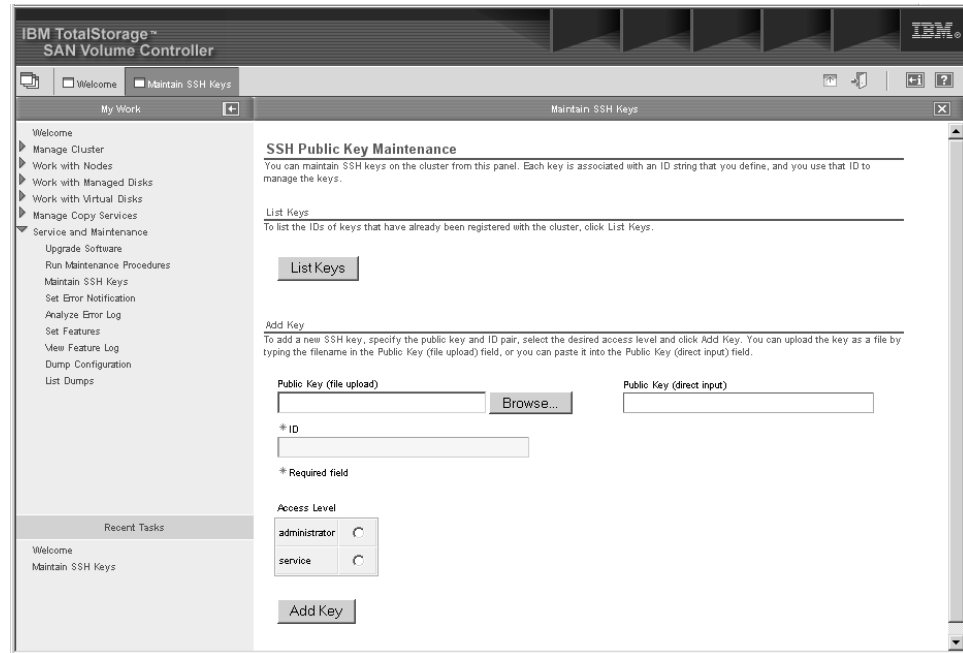 IBM TotalStorage™
SAN Volume Controller
IBM®
Welcome
Maintain SSH Keys
?
My Work
Maintain SSH Keys
Welcome
Manage Cluster
Work with Nodes
Work with Managed Disks
Work with Virtual Disks
Manage Copy Services
Service and Maintenance
Upgrade Software
Run Maintenance Procedures
Maintain SSH Keys
Set Error Notification
Analyze Error Log
Set Features
View Feature Log
Dump Configuration
List Dumps
Recent Tasks
Welcome
Maintain SSH Keys
SSH Public Key Maintenance
You can maintain SSH keys on the cluster from this panel. Each key is associated with an ID string that you define, and you use that ID to
manage the keys.
List Keys
To list the IDs of keys that have already been registered with the cluster, click List Keys.
List Keys
Add Key
To add a new SSH key, specify the public key and ID pair, select the desired access level and click Add Key. You can upload the key as a file by
typing the filename in the Public Key (file upload) field, or you can paste it into the Public Key (direct input) field.
Public Key (file upload)
Browse...
Public Key (direct input)
*ID
*Required field
Access Level
administrator
service
Add Key